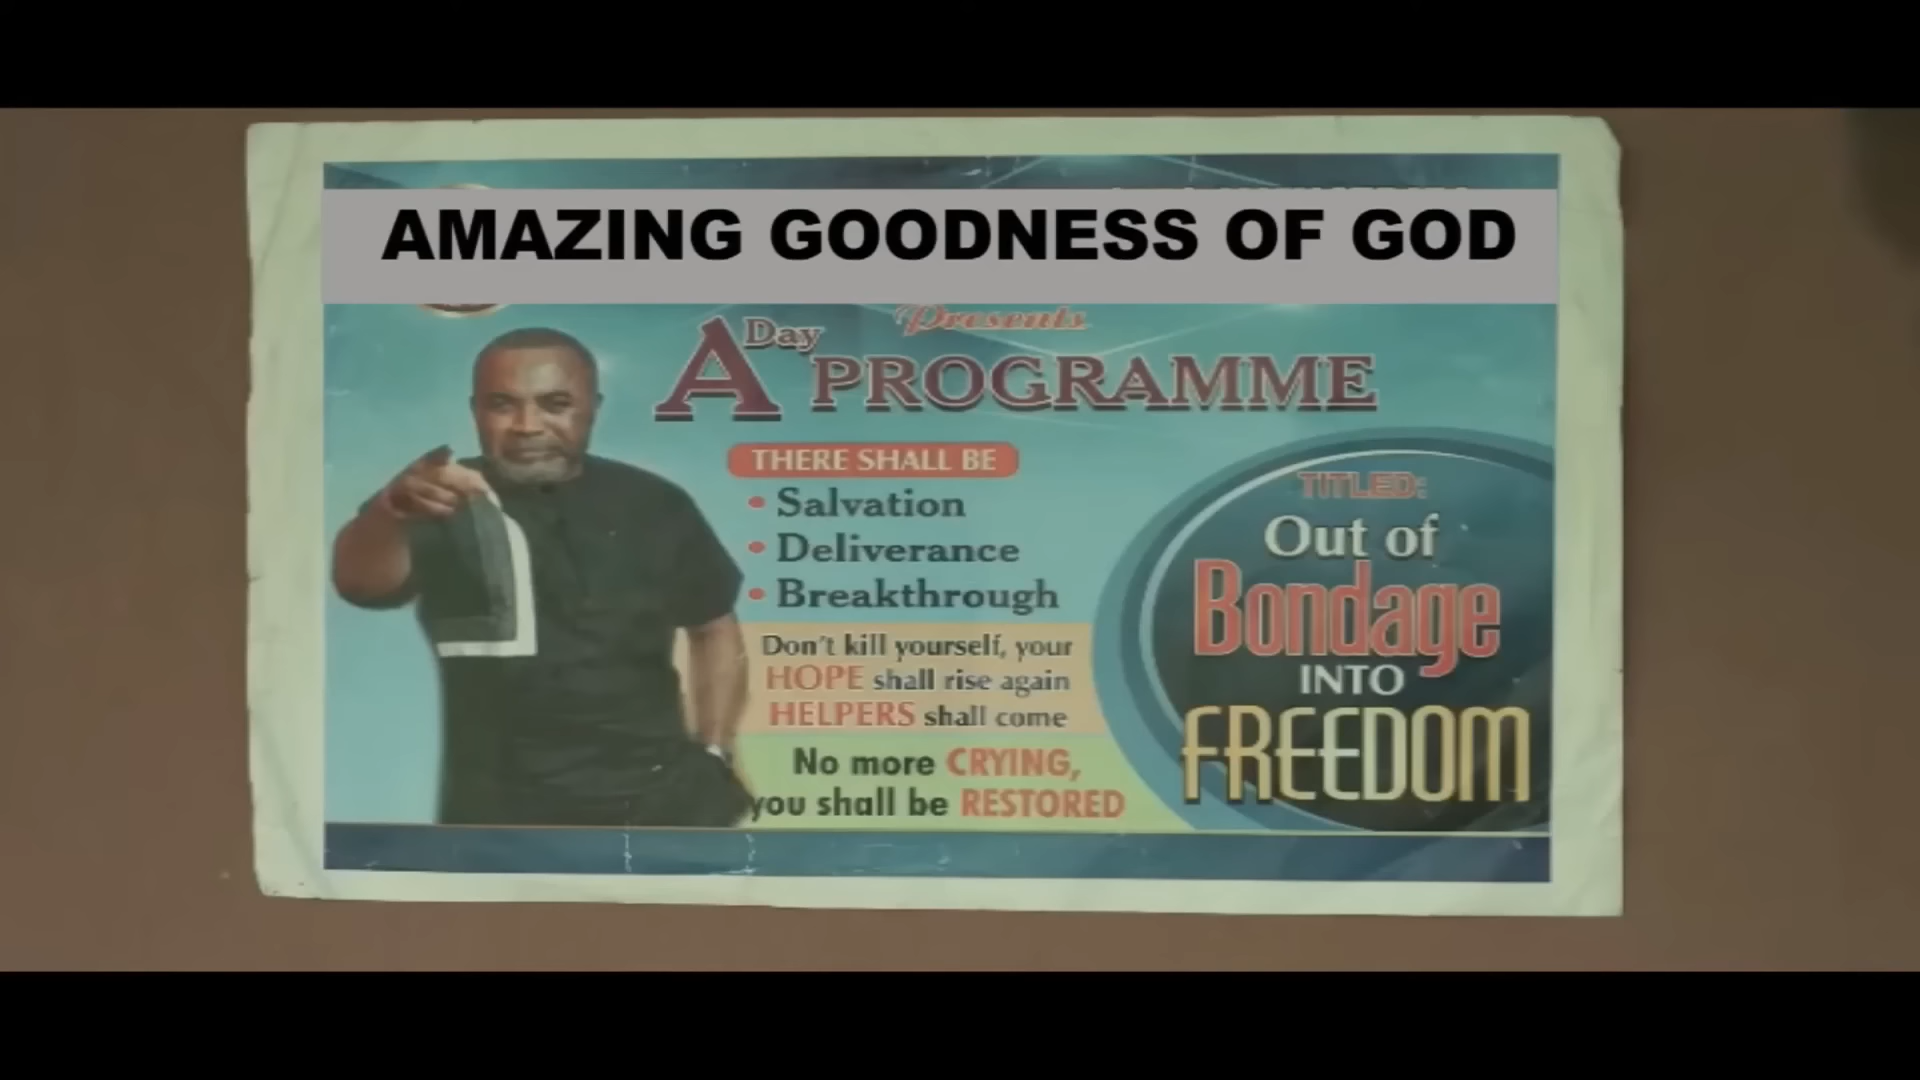 AMAZING GOODNESS OF GOD
Presents
A Day PROGRAMME
THERE SHALL BE
• Salvation
• Deliverance
• Breakthrough
Don't kill yourself, your
HOPE shall rise again
HELPERS shall come
No more CRYING,
you shall be RESTORED
TITLED:
Out of
Bondage
INTO
FREEDOM